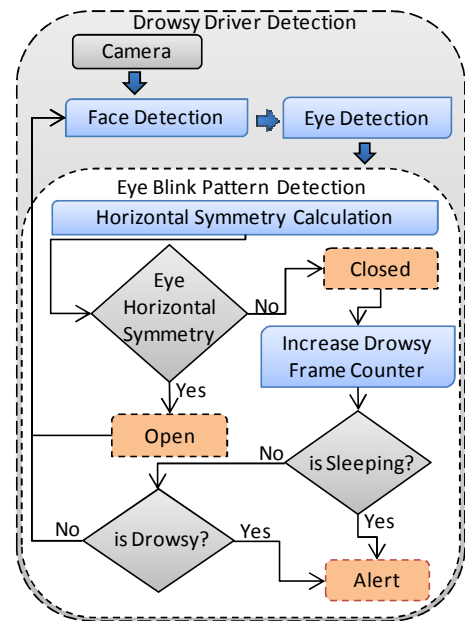 Drowsy Driver Detection
Camera
Face Detection
Eye Detection
Eye Blink Pattern Detection
Horizontal Symmetry Calculation
Eye
Horizontal
Symmetry
No
Closed
Increase Drowsy
Frame Counter
Yes
Open
No
is Sleeping?
No
is Drowsy?
Yes
Yes
Alert